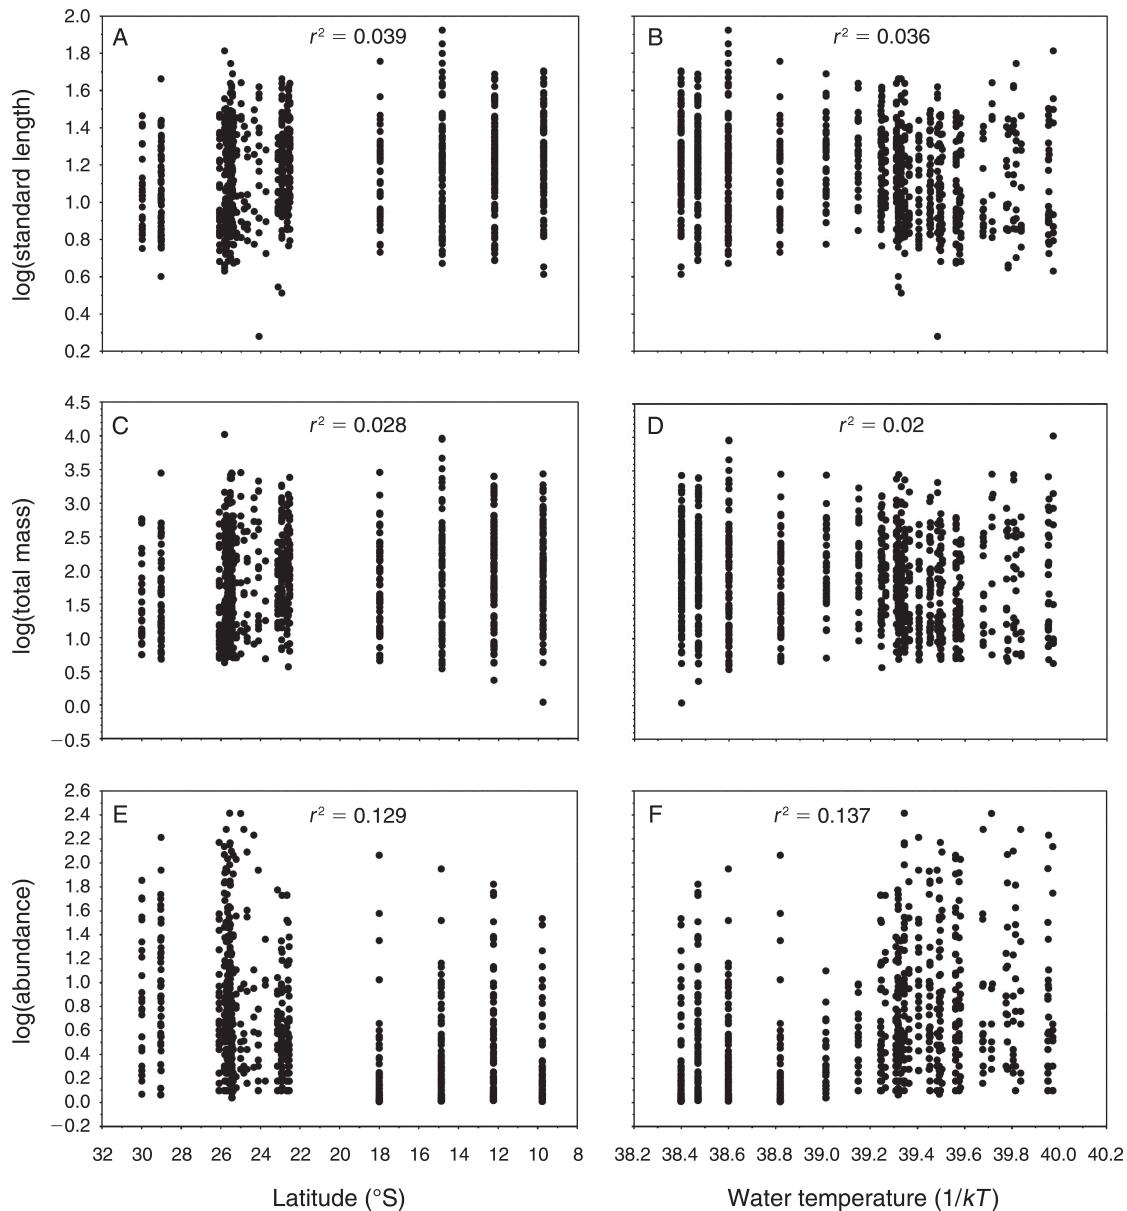 A r² = 0.039
B r² = 0.036
2.0
1.8
1.6
1.4
1.2
1.0
0.8
0.6
0.4
0.2
log(standard length)
C r² = 0.028
D r² = 0.02
4.5
4.0
3.5
3.0
2.5
2.0
1.5
1.0
0.5
0.0
−0.5
log(total mass)
E r² = 0.129
F r² = 0.137
2.6
2.4
2.2
2.0
1.8
1.6
1.4
1.2
1.0
0.8
0.6
0.4
0.2
0.0
−0.2
log(abundance)
32 30 28 26 24 22 20 18 16 14 12 10 8
38.2 38.4 38.6 38.8 39.0 39.2 39.4 39.6 39.8 40.0 40.2
Latitude (°S)
Water temperature (1/kT)